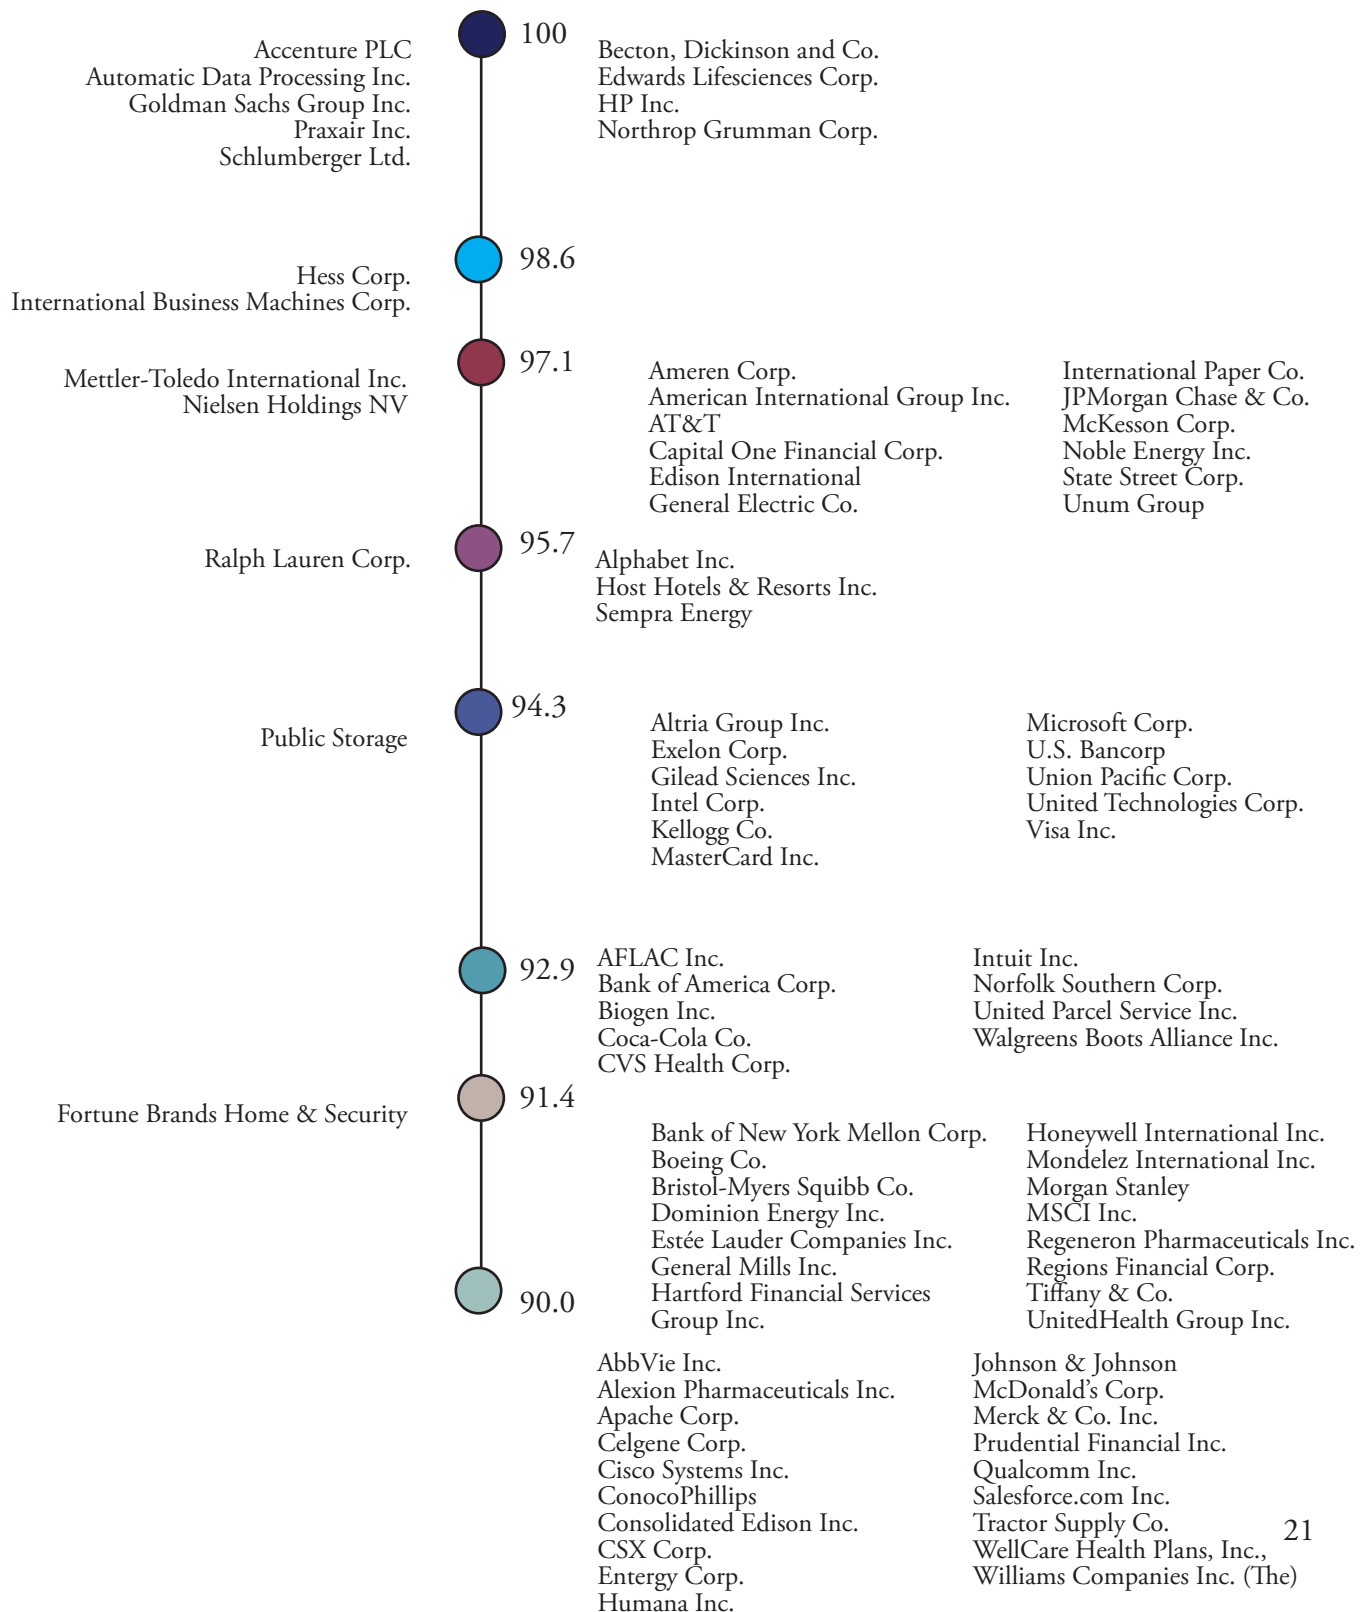 100
Accenture PLC
Automatic Data Processing Inc.
Goldman Sachs Group Inc.
Praxair Inc.
Schlumberger Ltd.
Becton, Dickinson and Co.
Edwards Lifesciences Corp.
HP Inc.
Northrop Grumman Corp.
98.6
Hess Corp.
International Business Machines Corp.
97.1
Mettler-Toledo International Inc.
Nielsen Holdings NV
Ameren Corp.
American International Group Inc.
AT&T
Capital One Financial Corp.
Edison International
General Electric Co.
International Paper Co.
JPMorgan Chase & Co.
McKesson Corp.
Noble Energy Inc.
State Street Corp.
Unum Group
95.7
Ralph Lauren Corp.
Alphabet Inc.
Host Hotels & Resorts Inc.
Sempra Energy
94.3
Public Storage
Altria Group Inc.
Exelon Corp.
Gilead Sciences Inc.
Intel Corp.
Kellogg Co.
MasterCard Inc.
Microsoft Corp.
U.S. Bancorp
Union Pacific Corp.
United Technologies Corp.
Visa Inc.
92.9
AFLAC Inc.
Bank of America Corp.
Biogen Inc.
Coca-Cola Co.
CVS Health Corp.
Intuit Inc.
Norfolk Southern Corp.
United Parcel Service Inc.
Walgreens Boots Alliance Inc.
91.4
Fortune Brands Home & Security
Bank of New York Mellon Corp.
Boeing Co.
Bristol-Myers Squibb Co.
Dominion Energy Inc.
Estée Lauder Companies Inc.
General Mills Inc.
Hartford Financial Services
Group Inc.
Honeywell International Inc.
Mondelez International Inc.
Morgan Stanley
MSCI Inc.
Regeneron Pharmaceuticals Inc.
Regions Financial Corp.
Tiffany & Co.
UnitedHealth Group Inc.
90.0
AbbVie Inc.
Alexion Pharmaceuticals Inc.
Apache Corp.
Celgene Corp.
Cisco Systems Inc.
ConocoPhillips
Consolidated Edison Inc.
CSX Corp.
Entergy Corp.
Humana Inc.
Johnson & Johnson
McDonald's Corp.
Merck & Co. Inc.
Prudential Financial Inc.
Qualcomm Inc.
Salesforce.com Inc.
Tractor Supply Co.
WellCare Health Plans, Inc.,
Williams Companies Inc. (The)
21